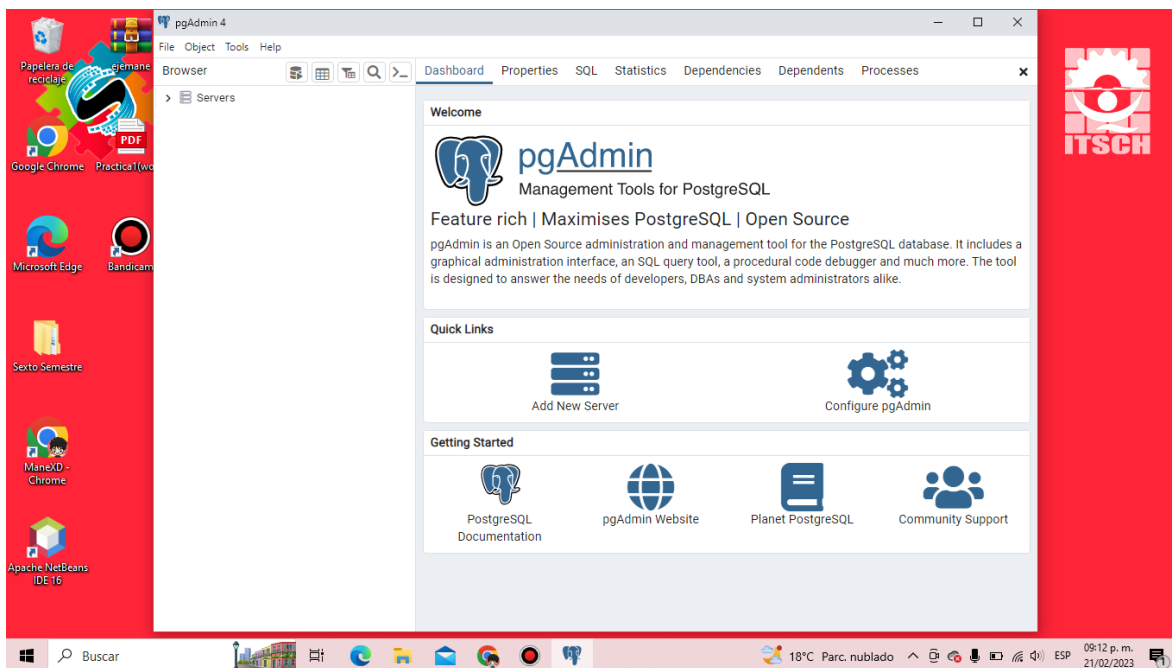 Papelera de
reciclaje
ejemane
Google Chrome
PDF
Practica1(wo
Microsoft Edge
Bandicam
Sexto Semestre
ManeXD -
Chrome
Apache NetBeans
IDE 16
pgAdmin 4
File Object Tools Help
Browser
Servers
Dashboard Properties SQL Statistics Dependencies Dependents Processes
Welcome
pgAdmin
Management Tools for PostgreSQL
Feature rich | Maximises PostgreSQL | Open Source
pgAdmin is an Open Source administration and management tool for the PostgreSQL database. It includes a
graphical administration interface, an SQL query tool, a procedural code debugger and much more. The tool
is designed to answer the needs of developers, DBAs and system administrators alike.
Quick Links
Add New Server
Configure pgAdmin
Getting Started
PostgreSQL
Documentation
pgAdmin Website
Planet PostgreSQL
Community Support
ITSCH
Buscar
18°C Parc. nublado
ESP
09:12 p. m.
21/02/2023